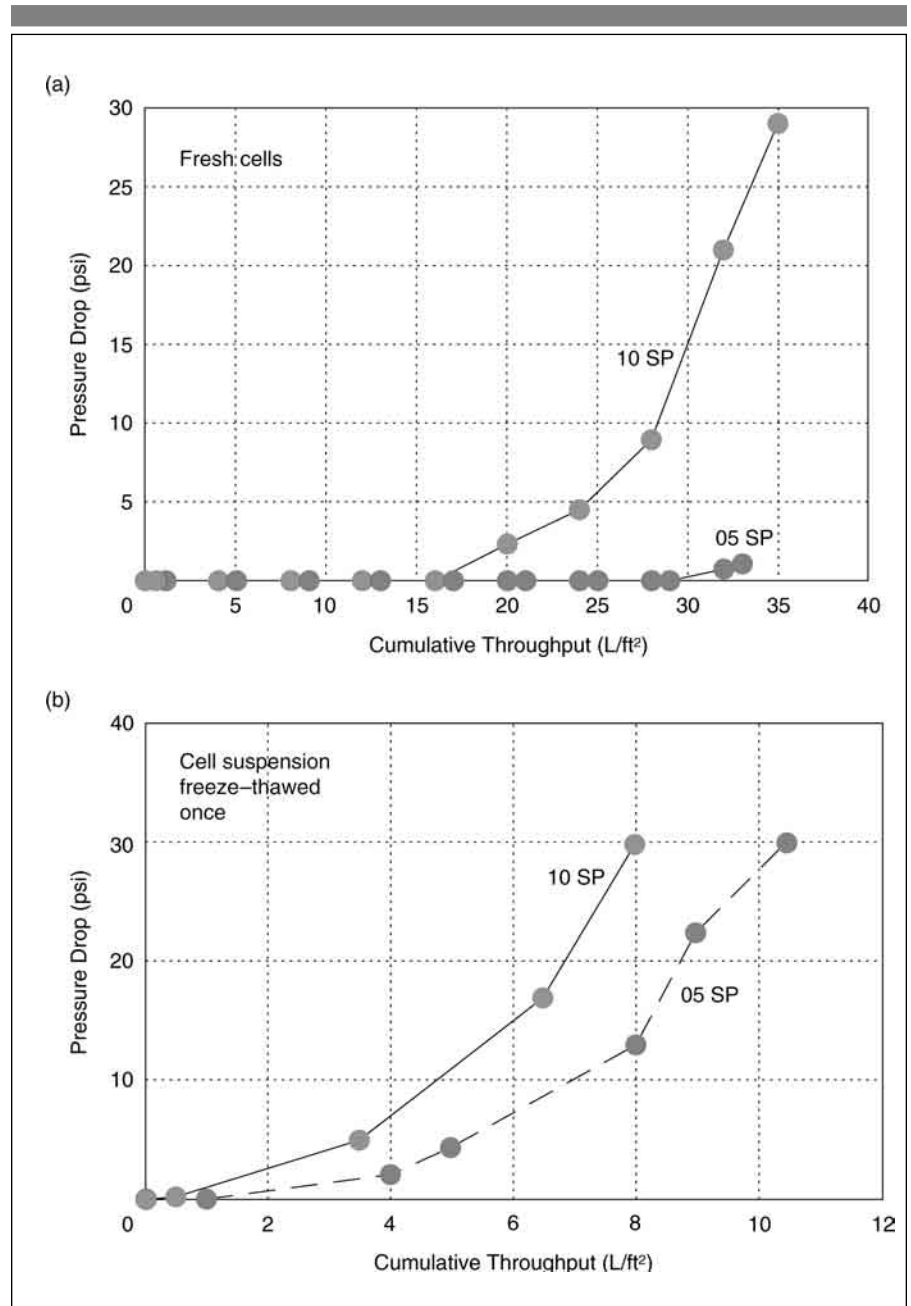 (a)
30
25
20
15
10
5
Fresh cells
10 SP
05 SP
0 5 10 15 20 25 30 35 40
Pressure Drop (psi)
Cumulative Throughput (L/ft²)
(b)
40
30
20
10
Cell suspension
freeze–thawed
once
10 SP
05 SP
0 2 4 6 8 10 12
Pressure Drop (psi)
Cumulative Throughput (L/ft²)